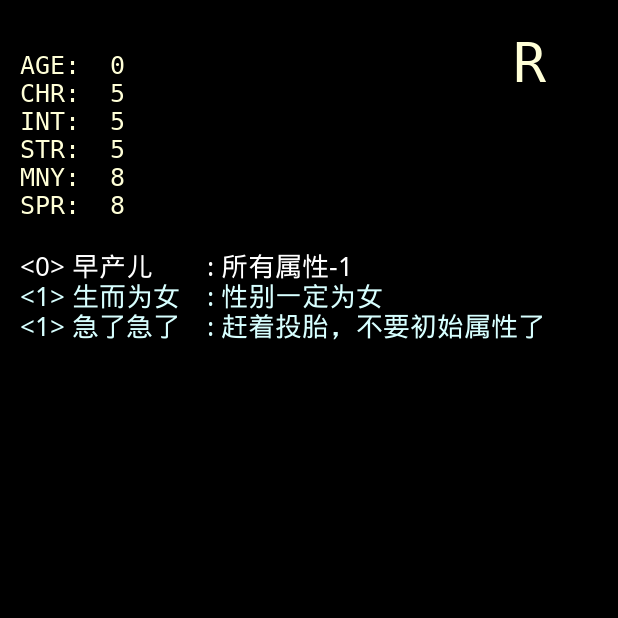 R
AGE: 0
CHR: 5
INT: 5
STR: 5
MNY: 8
SPR: 8
<0> 早产儿 : 所有属性-1
<1> 生而为女 : 性别一定为女
<1> 急了急了 : 赶着投胎，不要初始属性了